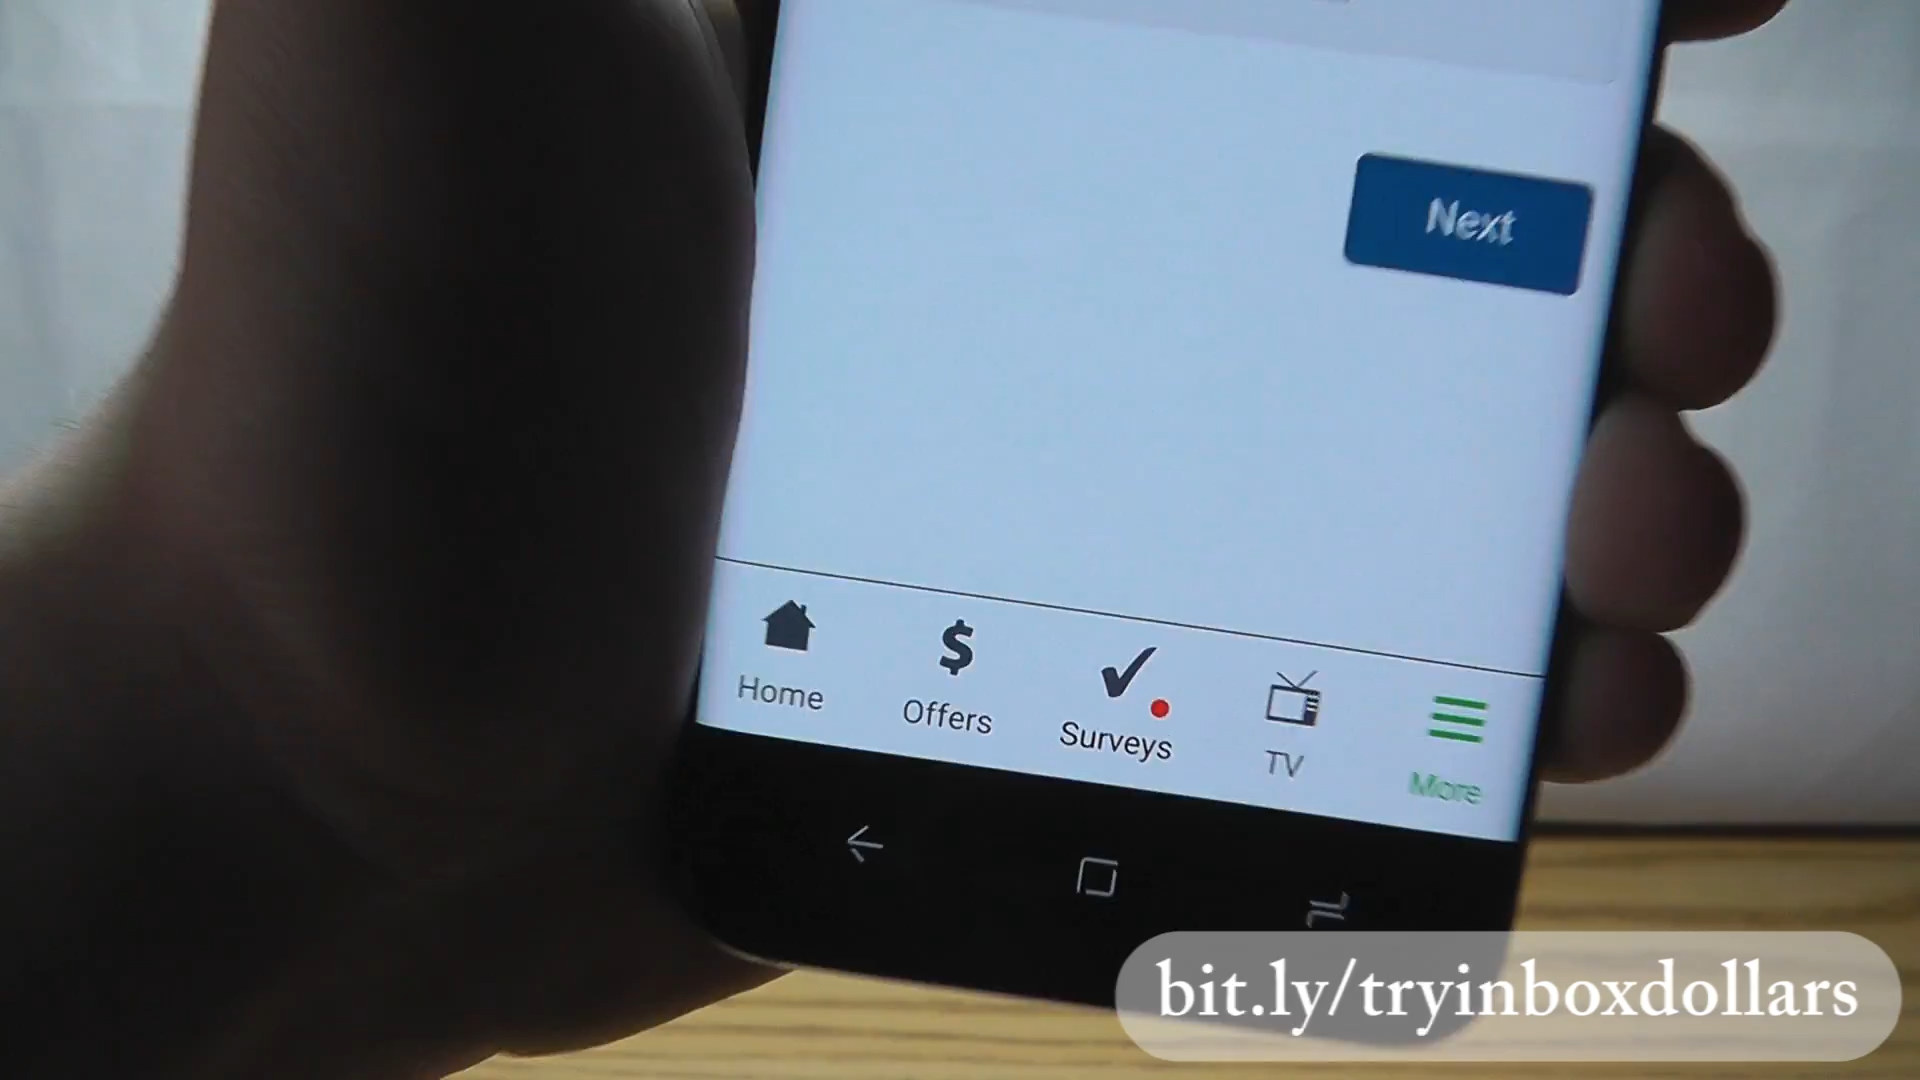 Next
Home
Offers
Surveys
TV
More
bit.ly/tryinboxdollars